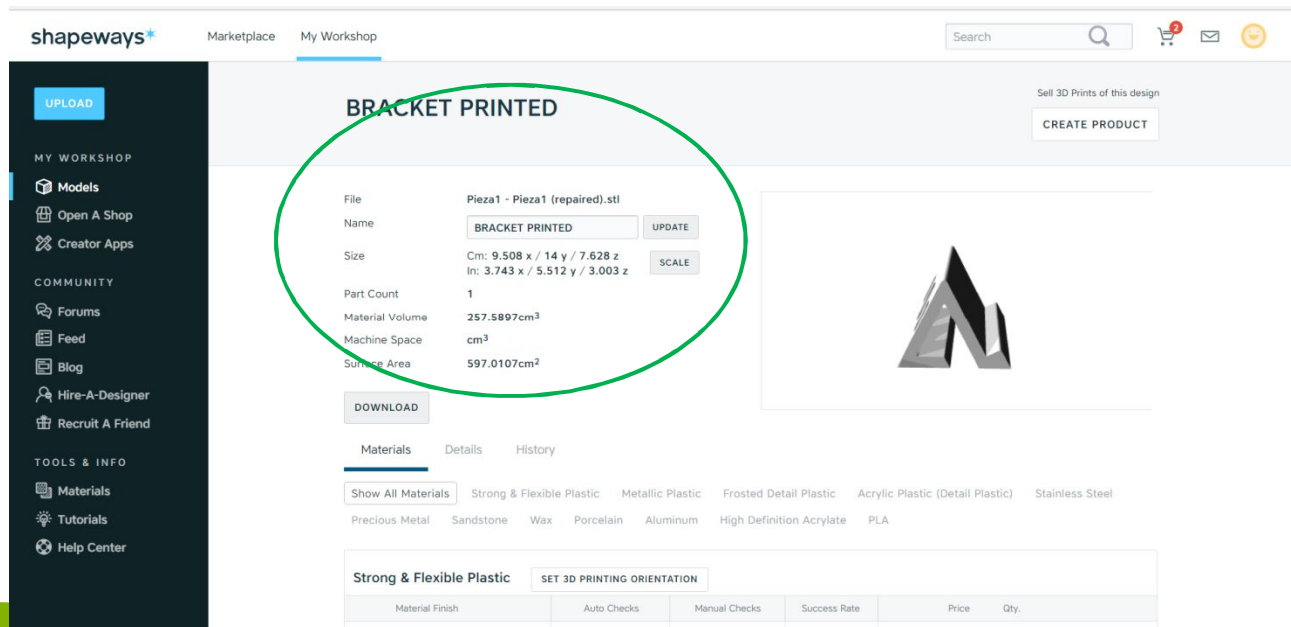 shapeways*
Marketplace My Workshop
Search
2
UPLOAD
BRACKET PRINTED
Sell 3D Prints of this design
CREATE PRODUCT
MY WORKSHOP
Models
Open A Shop
Creator Apps
COMMUNITY
Forums
Feed
Blog
Hire-A-Designer
Recruit A Friend
TOOLS & INFO
Materials
Tutorials
Help Center
File Pieza1 - Pieza1 (repaired).stl
Name BRACKET PRINTED UPDATE
Size Cm: 9.508 x / 14 y / 7.628 z SCALE
In: 3.743 x / 5.512 y / 3.003 z
Part Count 1
Material Volume 257.5897cm³
Machine Space cm³
Surface Area 597.0107cm²
DOWNLOAD
Materials Details History
Show All Materials Strong & Flexible Plastic Metallic Plastic Frosted Detail Plastic Acrylic Plastic (Detail Plastic) Stainless Steel
Precious Metal Sandstone Wax Porcelain Aluminum High Definition Acrylate PLA
Strong & Flexible Plastic SET 3D PRINTING ORIENTATION
Material Finish Auto Checks Manual Checks Success Rate Price Qty.